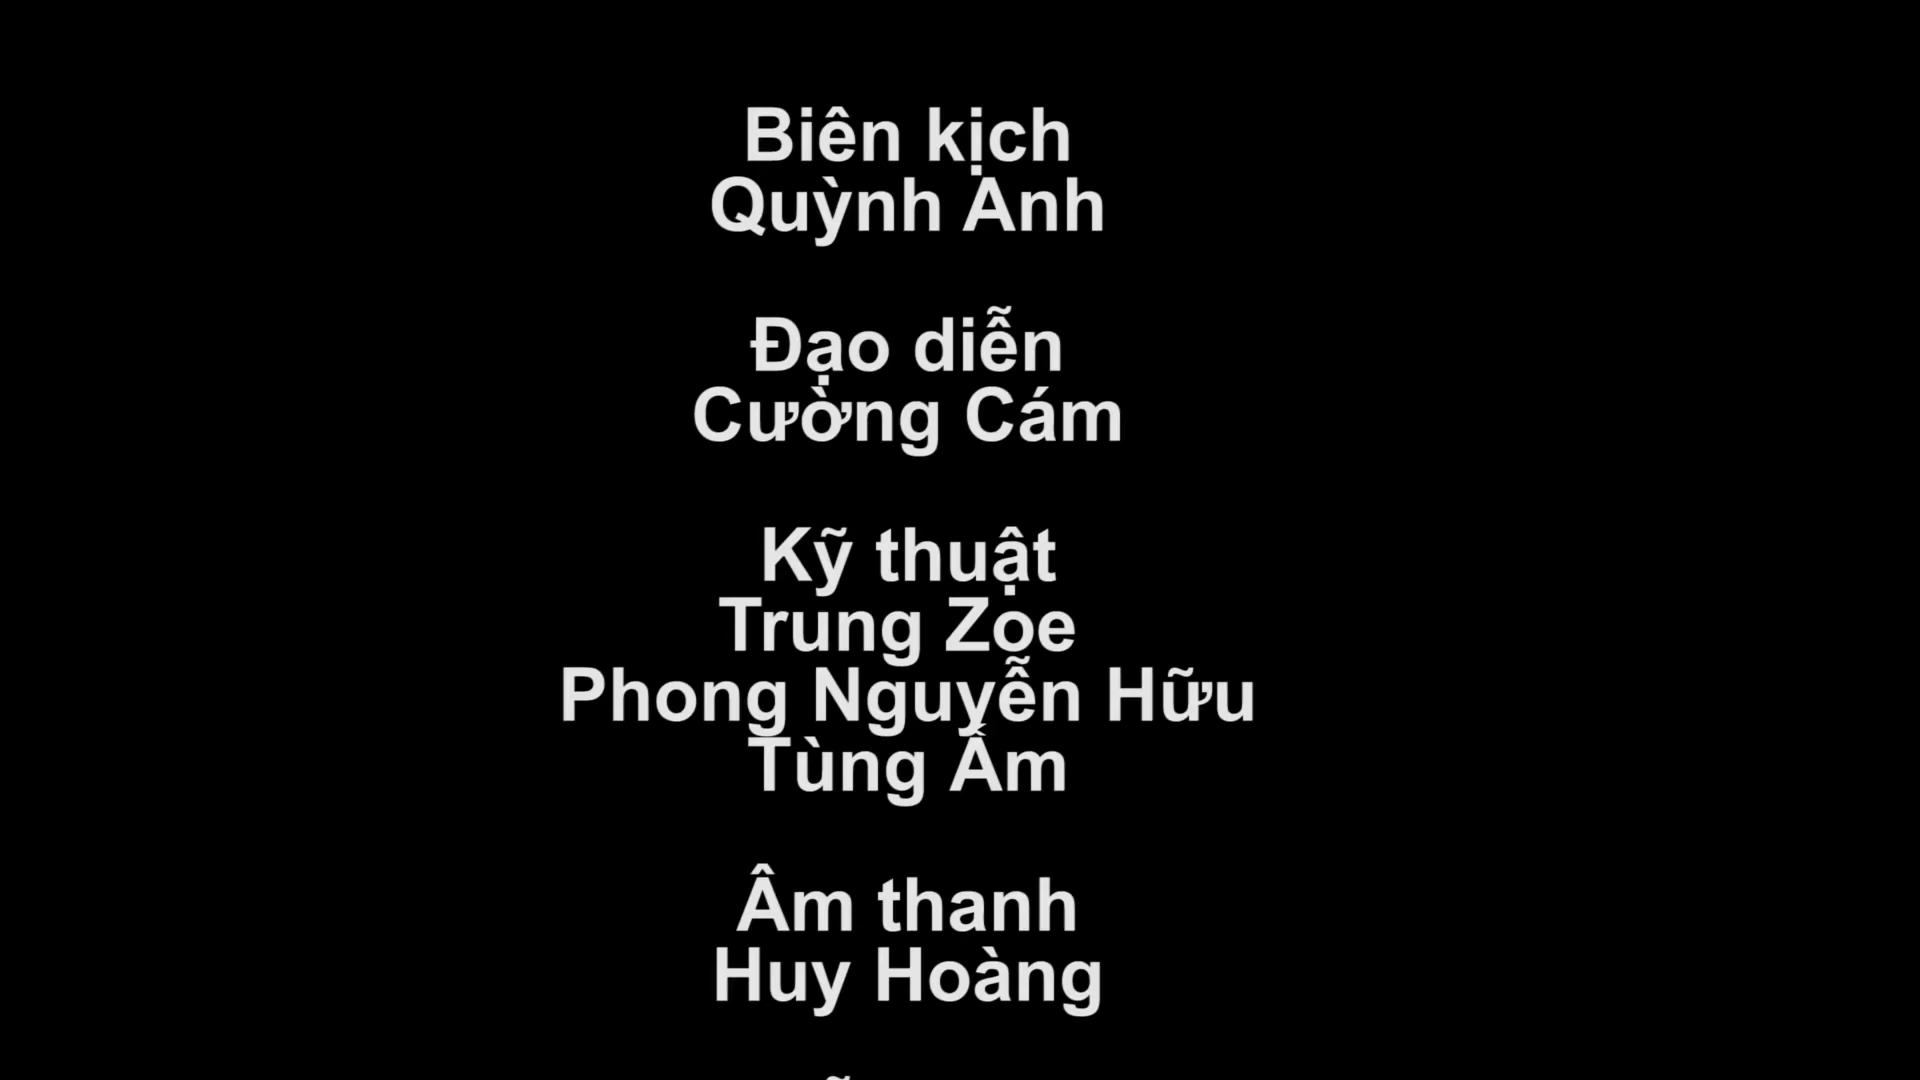 Biên kịch
Quỳnh Anh
Đạo diễn
Cường Cám
Kỹ thuật
Trung Zoe
Phong Nguyễn Hữu
Tùng
Âm thanh
Huy Hoàng